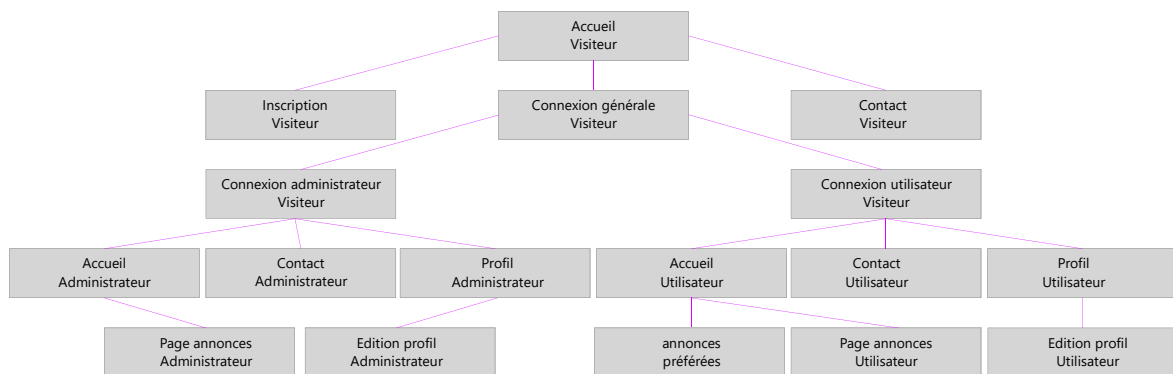 Accueil
Visiteur
Inscription
Visiteur
Connexion générale
Visiteur
Contact
Visiteur
Connexion administrateur
Visiteur
Connexion utilisateur
Visiteur
Accueil
Administrateur
Contact
Administrateur
Profil
Administrateur
Accueil
Utilisateur
Contact
Utilisateur
Profil
Utilisateur
Page annonces
Administrateur
Edition profil
Administrateur
annonces
préférées
Page annonces
Utilisateur
Edition profil
Utilisateur